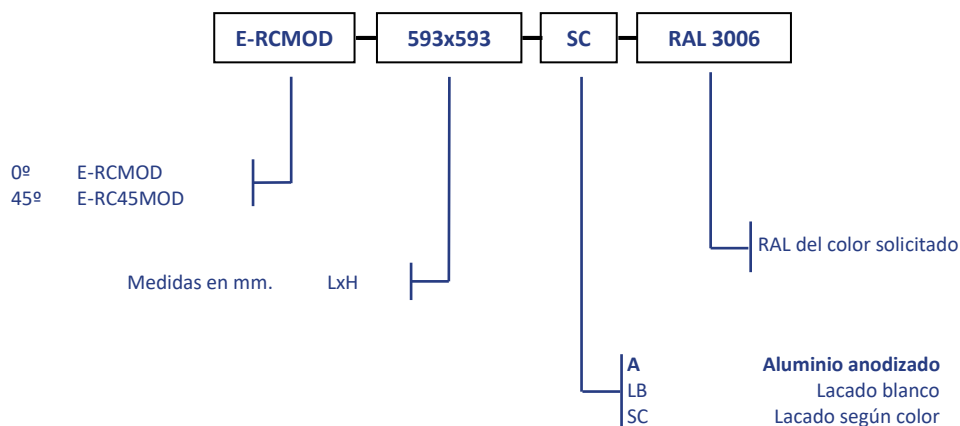 E-RCMOD 593x593 SC RAL 3006
0º E-RCMOD
45º E-RC45MOD
RAL del color solicitado
Medidas en mm. LxH
A Aluminio anodizado
LB Lacado blanco
SC Lacado según color